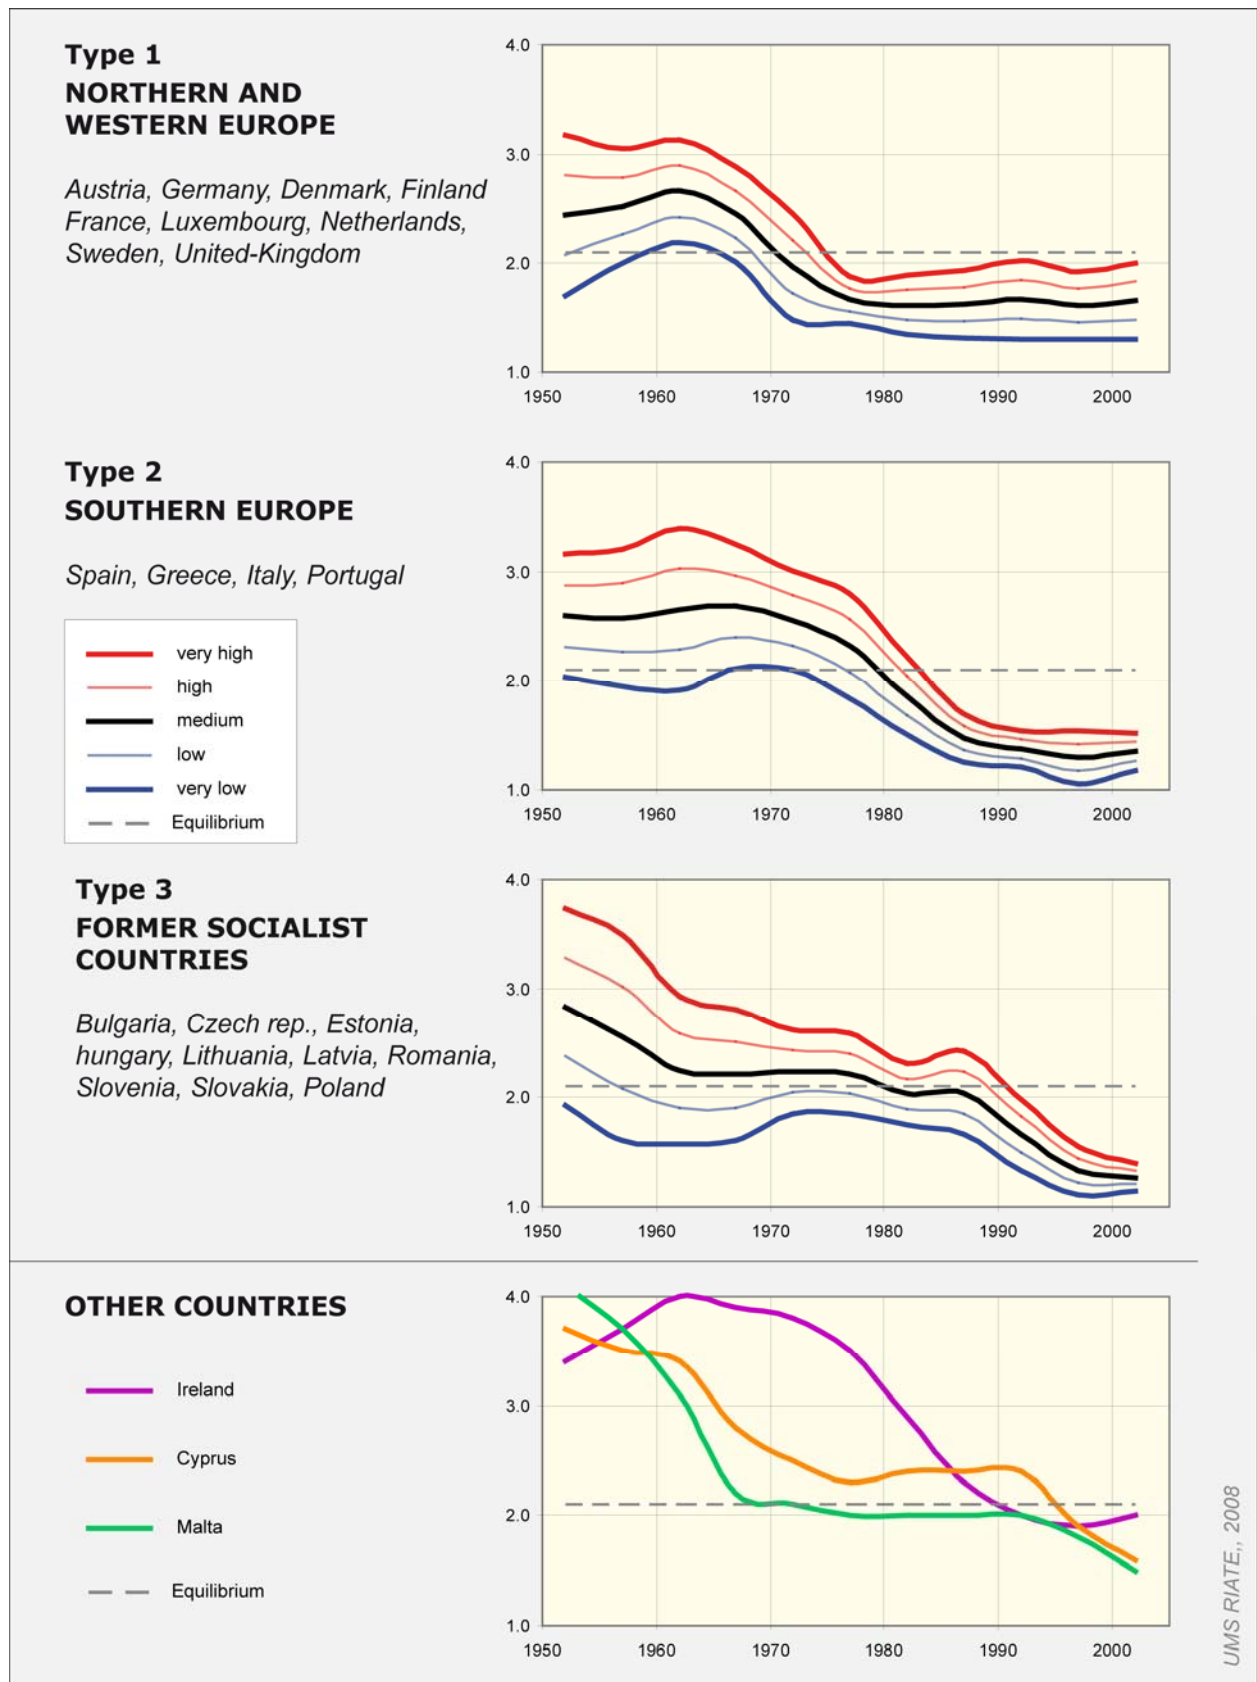 Type 1
NORTHERN AND
WESTERN EUROPE
Austria, Germany, Denmark, Finland
France, Luxembourg, Netherlands,
Sweden, United-Kingdom
4.0
3.0
2.0
1.0
1950 1960 1970 1980 1990 2000
Type 2
SOUTHERN EUROPE
Spain, Greece, Italy, Portugal
very high
high
medium
low
very low
Equilibrium
4.0
3.0
2.0
1.0
1950 1960 1970 1980 1990 2000
Type 3
FORMER SOCIALIST
COUNTRIES
Bulgaria, Czech rep., Estonia,
hungary, Lithuania, Latvia, Romania,
Slovenia, Slovakia, Poland
4.0
3.0
2.0
1.0
1950 1960 1970 1980 1990 2000
OTHER COUNTRIES
Ireland
Cyprus
Malta
Equilibrium
4.0
3.0
2.0
1.0
1950 1960 1970 1980 1990 2000
UMS RIATE,, 2008